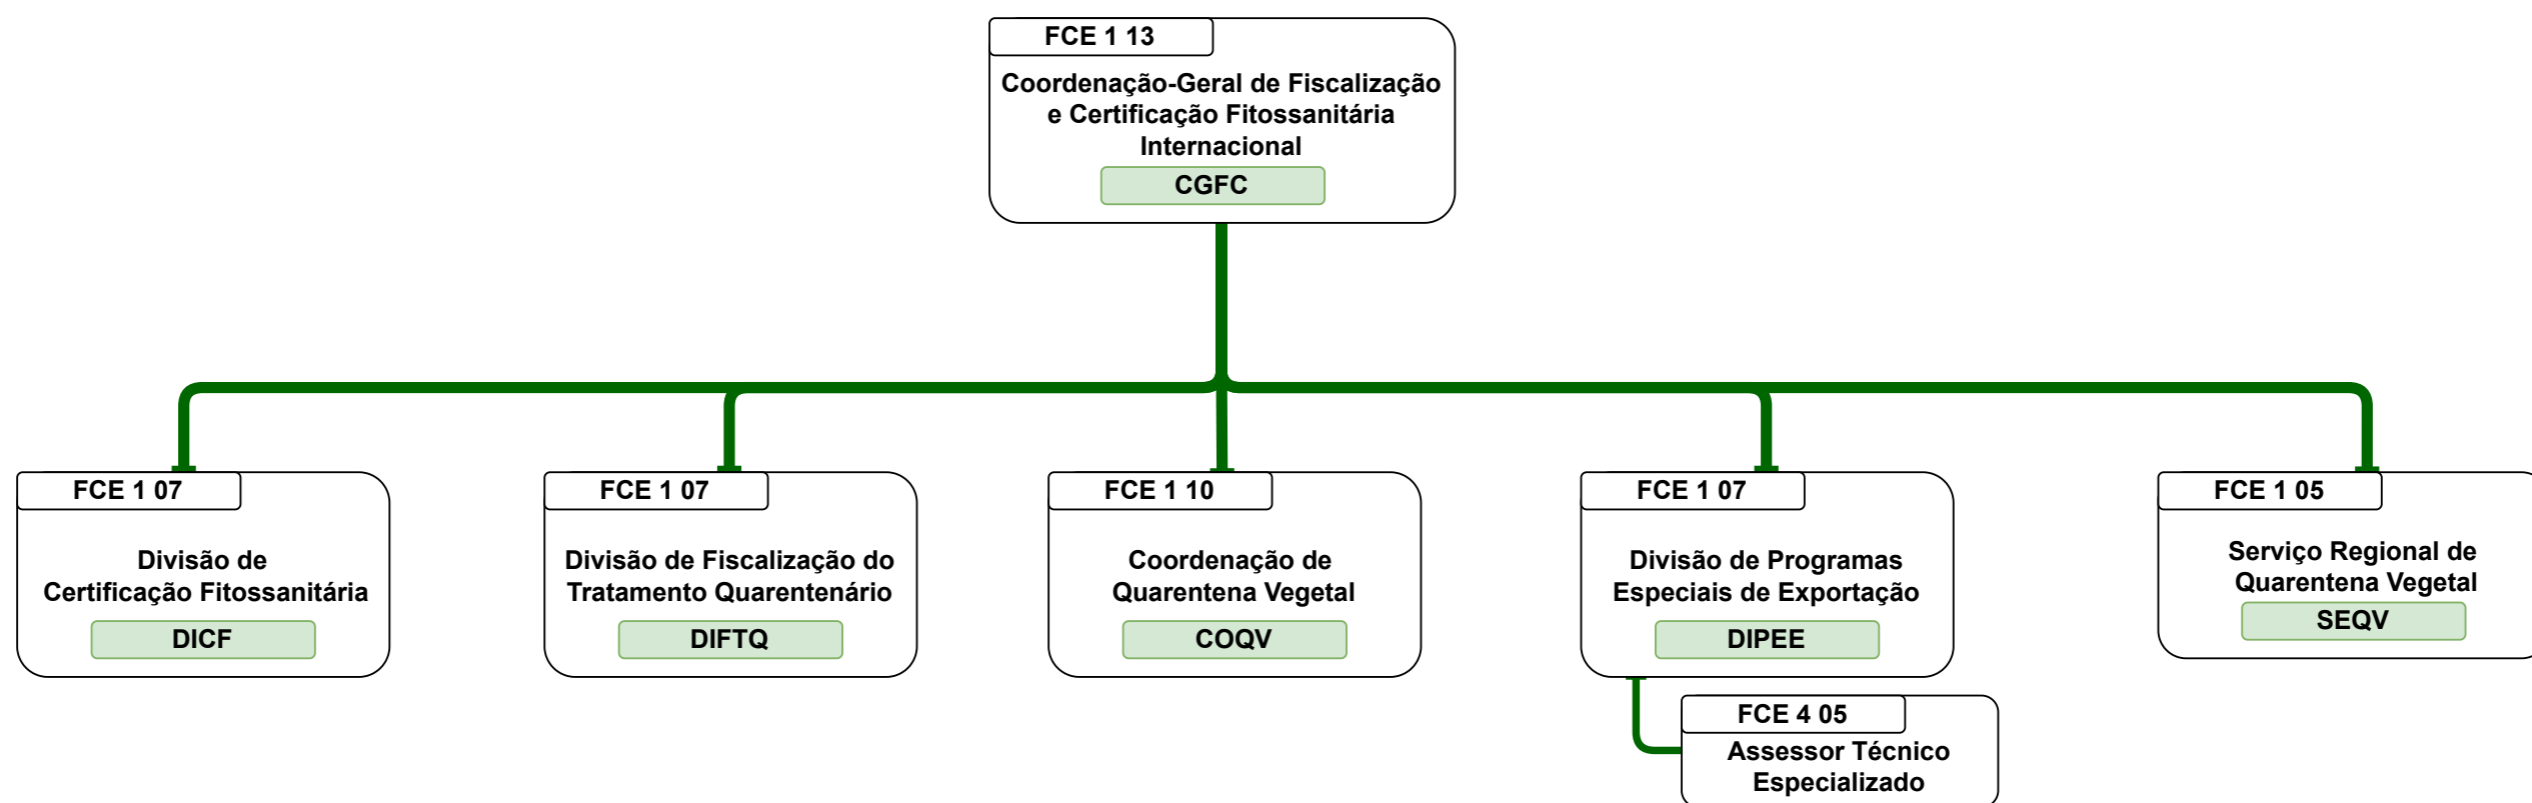 FCE 1 13
Coordenação-Geral de Fiscalização
e Certificação Fitossanitária
Internacional
CGFC
FCE 1 07
Divisão de
Certificação Fitossanitária
DICF
FCE 1 07
Divisão de Fiscalização do
Tratamento Quarentenário
DIFTQ
FCE 1 10
Coordenação de
Quarentena Vegetal
COQV
FCE 1 07
Divisão de Programas
Especiais de Exportação
DIPEE
FCE 4 05
Assessor Técnico
Especializado
FCE 1 05
Serviço Regional de
Quarentena Vegetal
SEQV